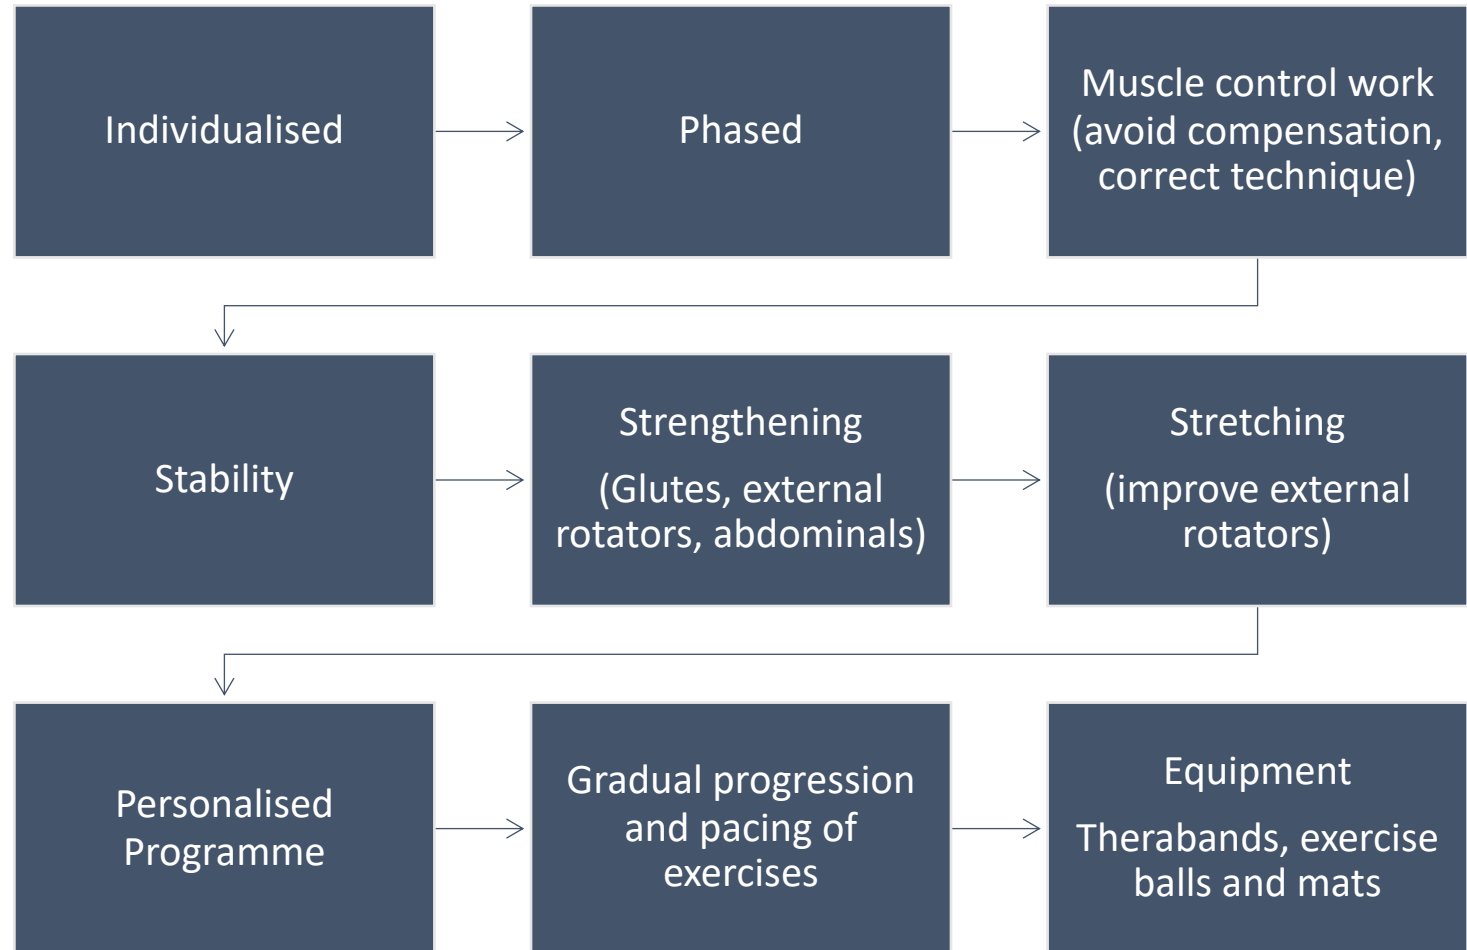 Individualised
Phased
Muscle control work
(avoid compensation,
correct technique)
Stability
Strengthening
(Glutes, external
rotators, abdominals)
Stretching
(improve external
rotators)
Personalised
Programme
Gradual progression
and pacing of
exercises
Equipment
Therabands, exercise
balls and mats